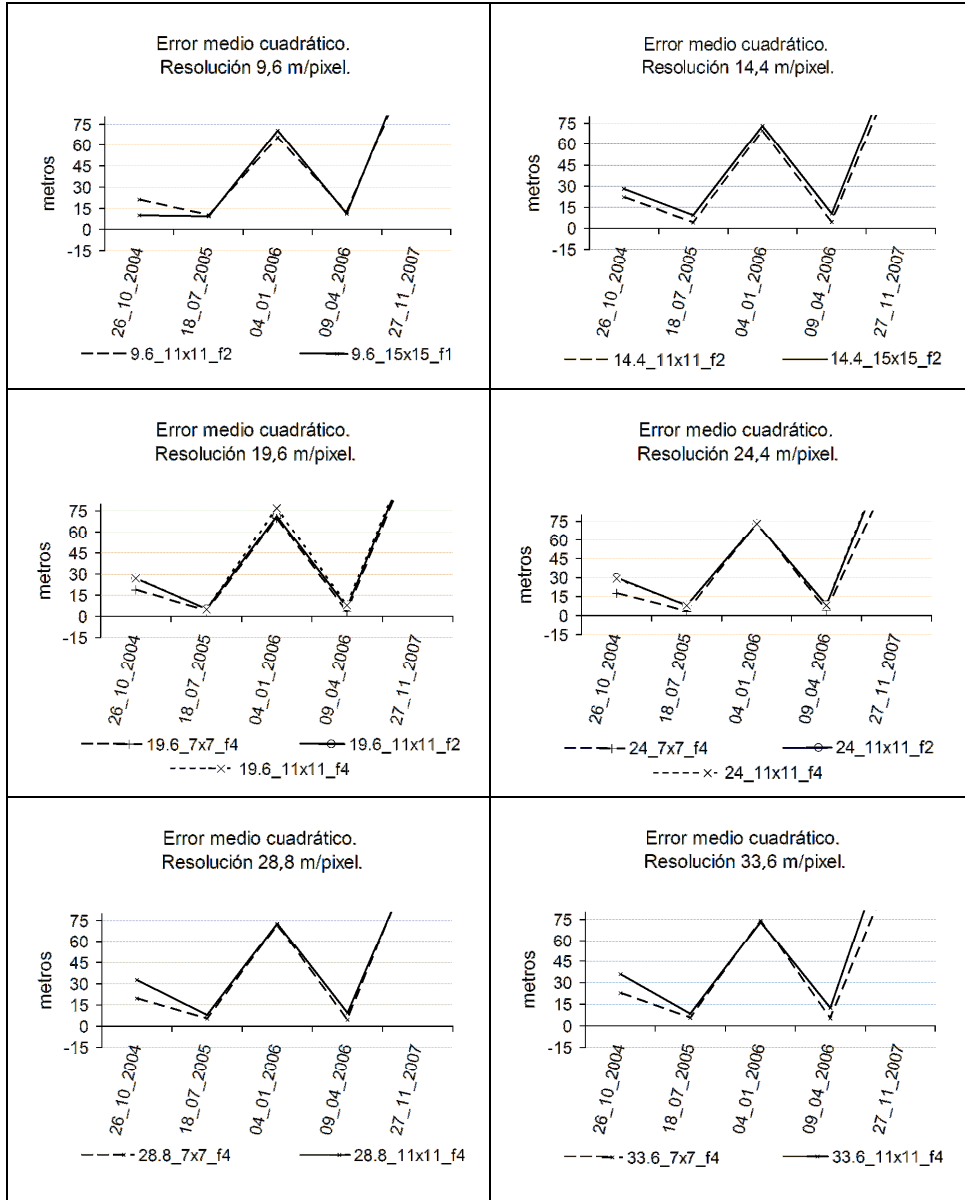 Error medio cuadrático.
Resolución 9,6 m/pixel.
metros
75
60
45
30
15
0
-15
26_10_2004
18_07_2005
04_01_2006
09_04_2006
27_11_2007
9.6_11x11_f2
9.6_15x15_f1
Error medio cuadrático.
Resolución 14,4 m/pixel.
metros
75
60
45
30
15
0
-15
26_10_2004
18_07_2005
04_01_2006
09_04_2006
27_11_2007
14.4_11x11_f2
14.4_15x15_f2
Error medio cuadrático.
Resolución 19,6 m/pixel.
metros
75
60
45
30
15
0
-15
26_10_2004
18_07_2005
04_01_2006
09_04_2006
27_11_2007
19.6_7x7_f4
19.6_11x11_f2
19.6_11x11_f4
Error medio cuadrático.
Resolución 24,4 m/pixel.
metros
75
60
45
30
15
0
-15
26_10_2004
18_07_2005
04_01_2006
09_04_2006
27_11_2007
24_7x7_f4
24_11x11_f2
24_11x11_f4
Error medio cuadrático.
Resolución 28,8 m/pixel.
metros
75
60
45
30
15
0
-15
26_10_2004
18_07_2005
04_01_2006
09_04_2006
27_11_2007
28.8_7x7_f4
28.8_11x11_f4
Error medio cuadrático.
Resolución 33,6 m/pixel.
metros
75
60
45
30
15
0
-15
26_10_2004
18_07_2005
04_01_2006
09_04_2006
27_11_2007
33.6_7x7_f4
33.6_11x11_f4